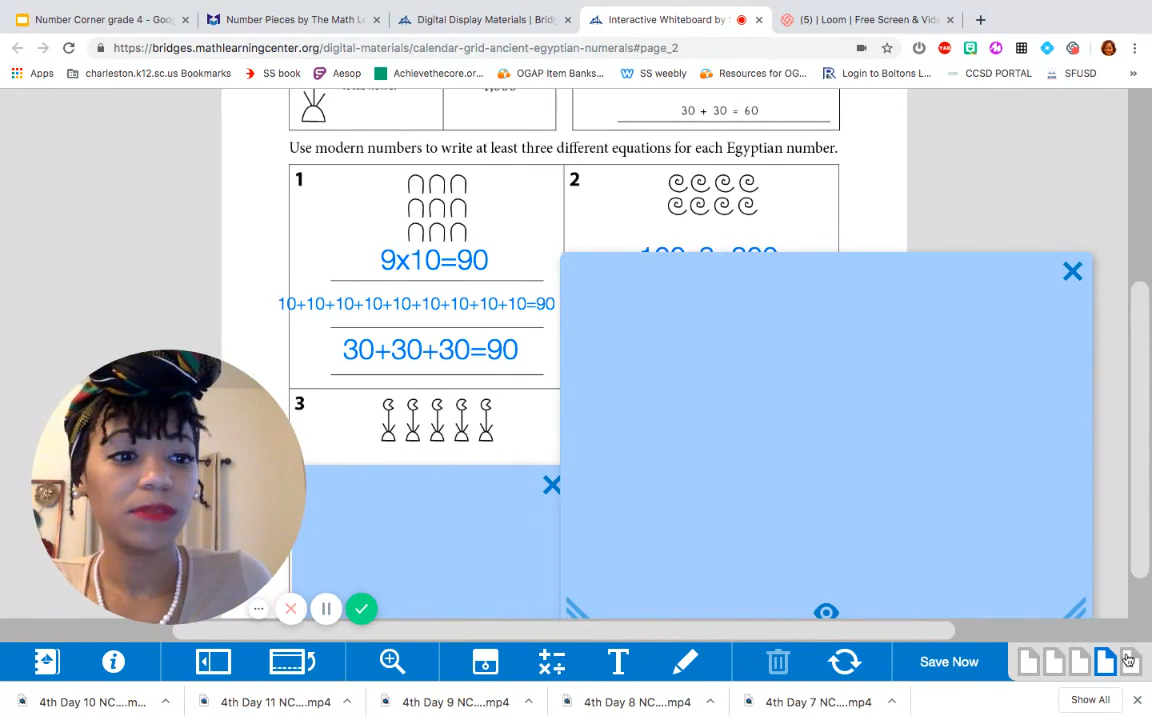 Number Corner grade 4 - Goo
Number Pieces by The Math Le
Digital Display Materials | Bridg
Interactive Whiteboard by
(5) | Loom | Free Screen & Vide
https://bridges.mathlearningcenter.org/digital-materials/calendar-grid-ancient-egyptian-numerals#page_2
Apps
charleston.k12.sc.us Bookmarks
SS book
Aesop
Achievethecore.or...
OGAP Item Banks...
SS weekly
Resources for OG...
Login to Boltons L...
CCSD PORTAL
SFUSD
»
30 + 30 = 60
Use modern numbers to write at least three different equations for each Egyptian number.
1
9x10=90
10+10+10+10+10+10+10+10+10=90
30+30+30=90
2
3
Save Now
4th Day 10 NC....m...
4th Day 11 NC....mp4
4th Day 9 NC....mp4
4th Day 8 NC....mp4
4th Day 7 NC....mp4
Show All